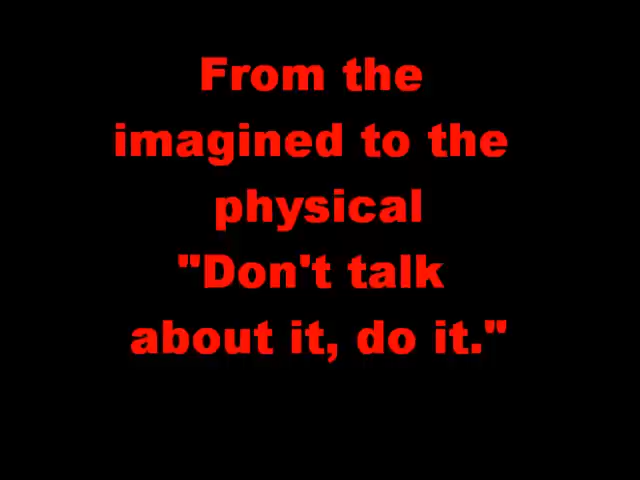 From the
imagined to the
physical
"Don't talk
about it, do it."